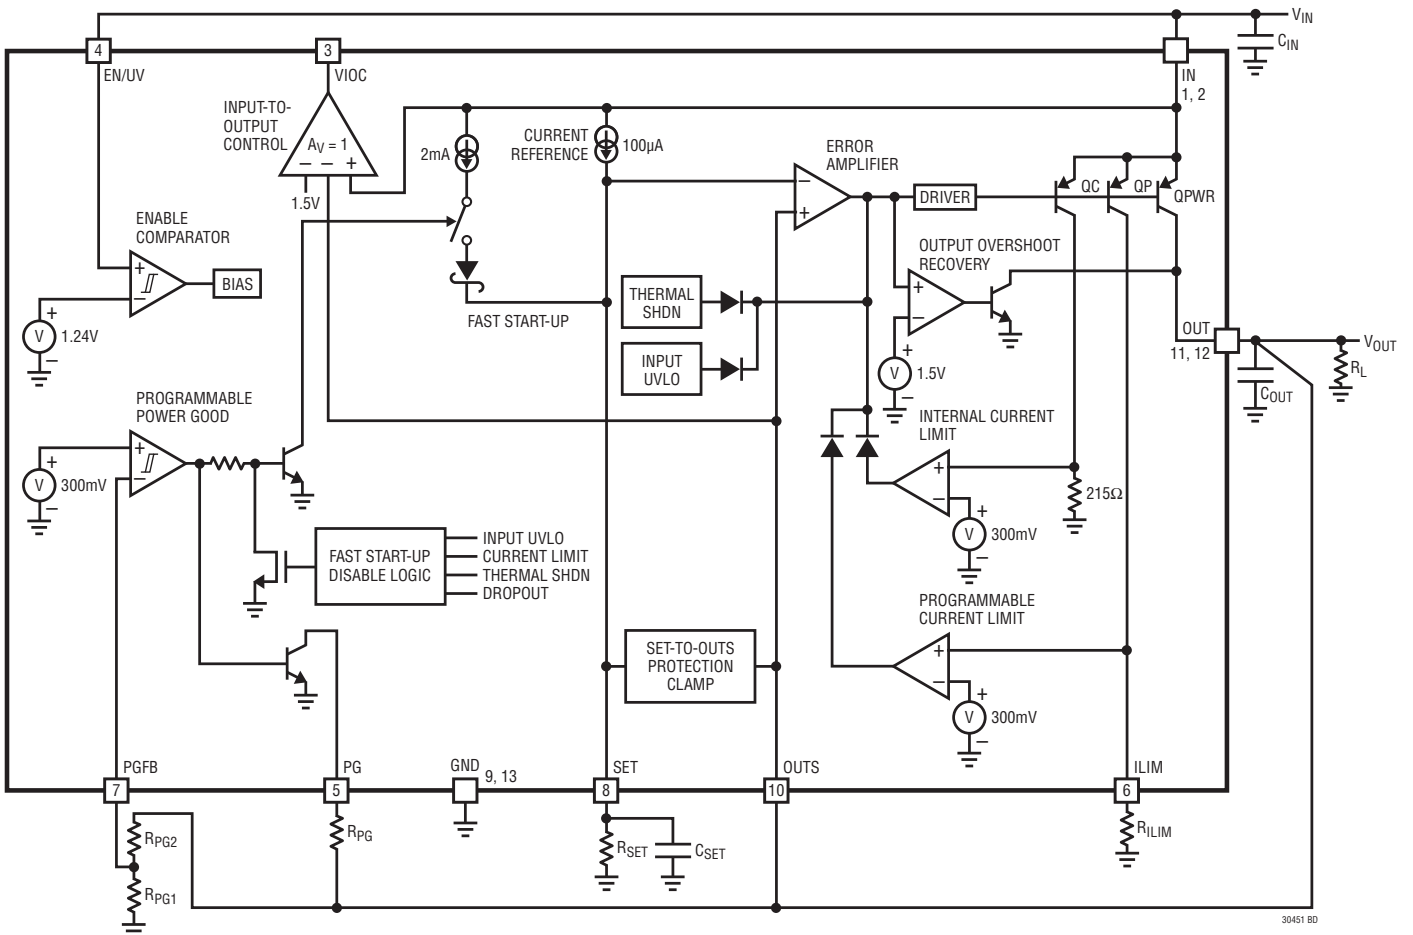 VIN
CIN
4
EN/UV
3
VIOC
IN
1, 2
INPUT-TO-
OUTPUT
CONTROL
AV = 1
– – +
1.5V
2mA
CURRENT
REFERENCE
100µA
ERROR
AMPLIFIER
–
+
DRIVER
QC
QP
QPWR
ENABLE
COMPARATOR
+
–
BIAS
+
V
1.24V
–
FAST START-UP
THERMAL
SHDN
INPUT
UVLO
OUTPUT OVERSHOOT
RECOVERY
+
–
+
V
1.5V
–
OUT
11, 12
VOUT
COUT
RL
PROGRAMMABLE
POWER GOOD
+
–
+
V
300mV
–
INTERNAL CURRENT
LIMIT
+
–
215Ω
+
V
300mV
–
FAST START-UP
DISABLE LOGIC
INPUT UVLO
CURRENT LIMIT
THERMAL SHDN
DROPOUT
PROGRAMMABLE
CURRENT LIMIT
+
–
+
V
300mV
–
SET-TO-OUTS
PROTECTION
CLAMP
PGFB
7
PG
5
GND
9, 13
SET
8
OUTS
10
ILIM
6
RPG2
RPG1
RPG
RSET
CSET
RILIM
30451 BD